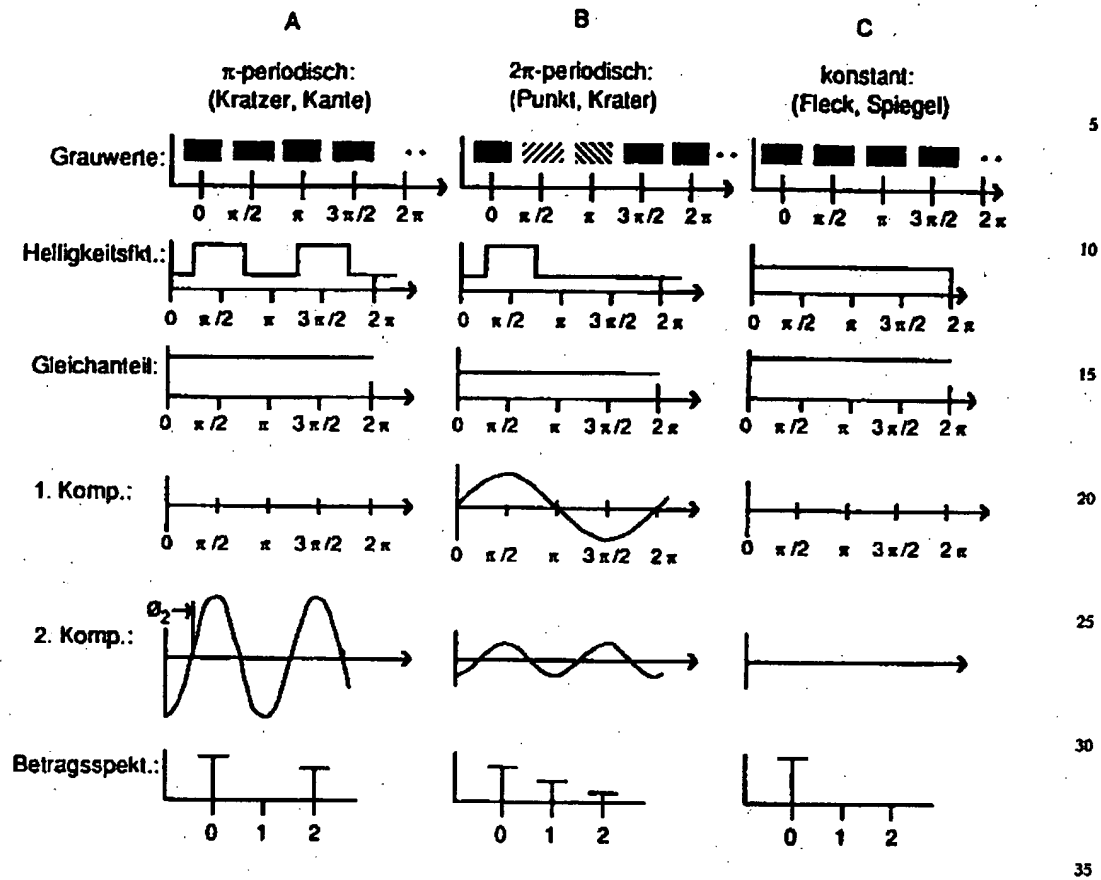 A B C
π-periodisch: 2π-periodisch: konstant:
(Kratzer, Kante) (Punkt, Krater) (Fleck, Spiegel)
5
Grauwerte:
0 π/2 π 3π/2 2π 0 π/2 π 3π/2 2π 0 π/2 π 3π/2 2π
Helligkeitsfkt.: 10
0 π/2 π 3π/2 2π 0 π/2 π 3π/2 2π 0 π/2 π 3π/2 2π
Gleichanteil: 15
0 π/2 π 3π/2 2π 0 π/2 π 3π/2 2π 0 π/2 π 3π/2 2π
1. Komp.: 20
0 π/2 π 3π/2 2π 0 π/2 π 3π/2 2π 0 π/2 π 3π/2 2π
Ø2
2. Komp.: 25
Betragsspekt.: 30
0 1 2 0 1 2 0 1 2
35